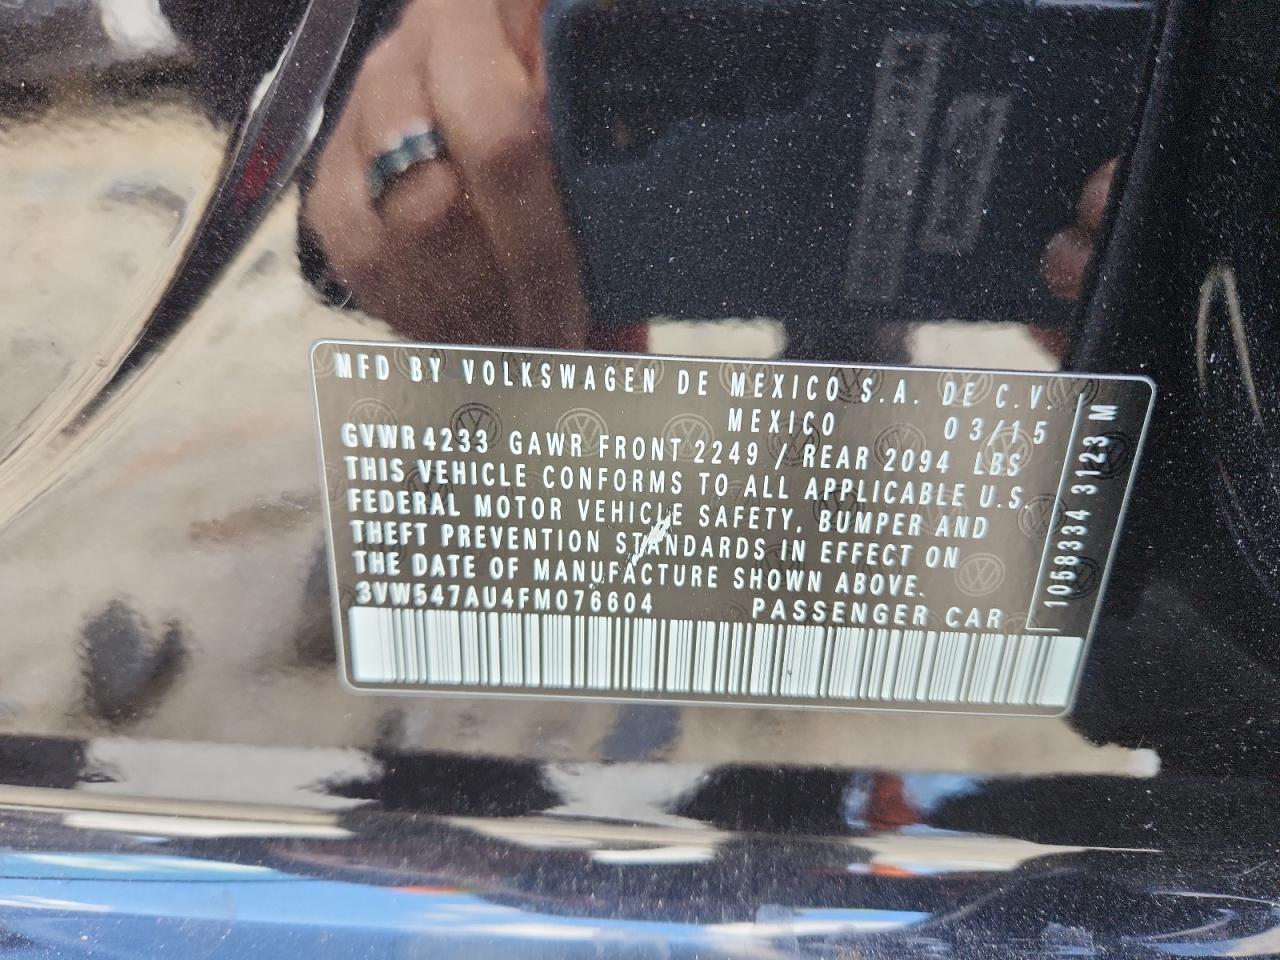 MFD BY VOLKSWAGEN DE MEXICO S.A. DE C.V.
MEXICO 03/15
GVWR 4233 GAWR FRONT 2249 / REAR 2094 LBS
THIS VEHICLE CONFORMS TO ALL APPLICABLE U.S.
FEDERAL MOTOR VEHICLE SAFETY, BUMPER AND
THEFT PREVENTION STANDARDS IN EFFECT ON
THE DATE OF MANUFACTURE SHOWN ABOVE.
3VW547AU4FM076604 PASSENGER CAR
1058334 3123 M